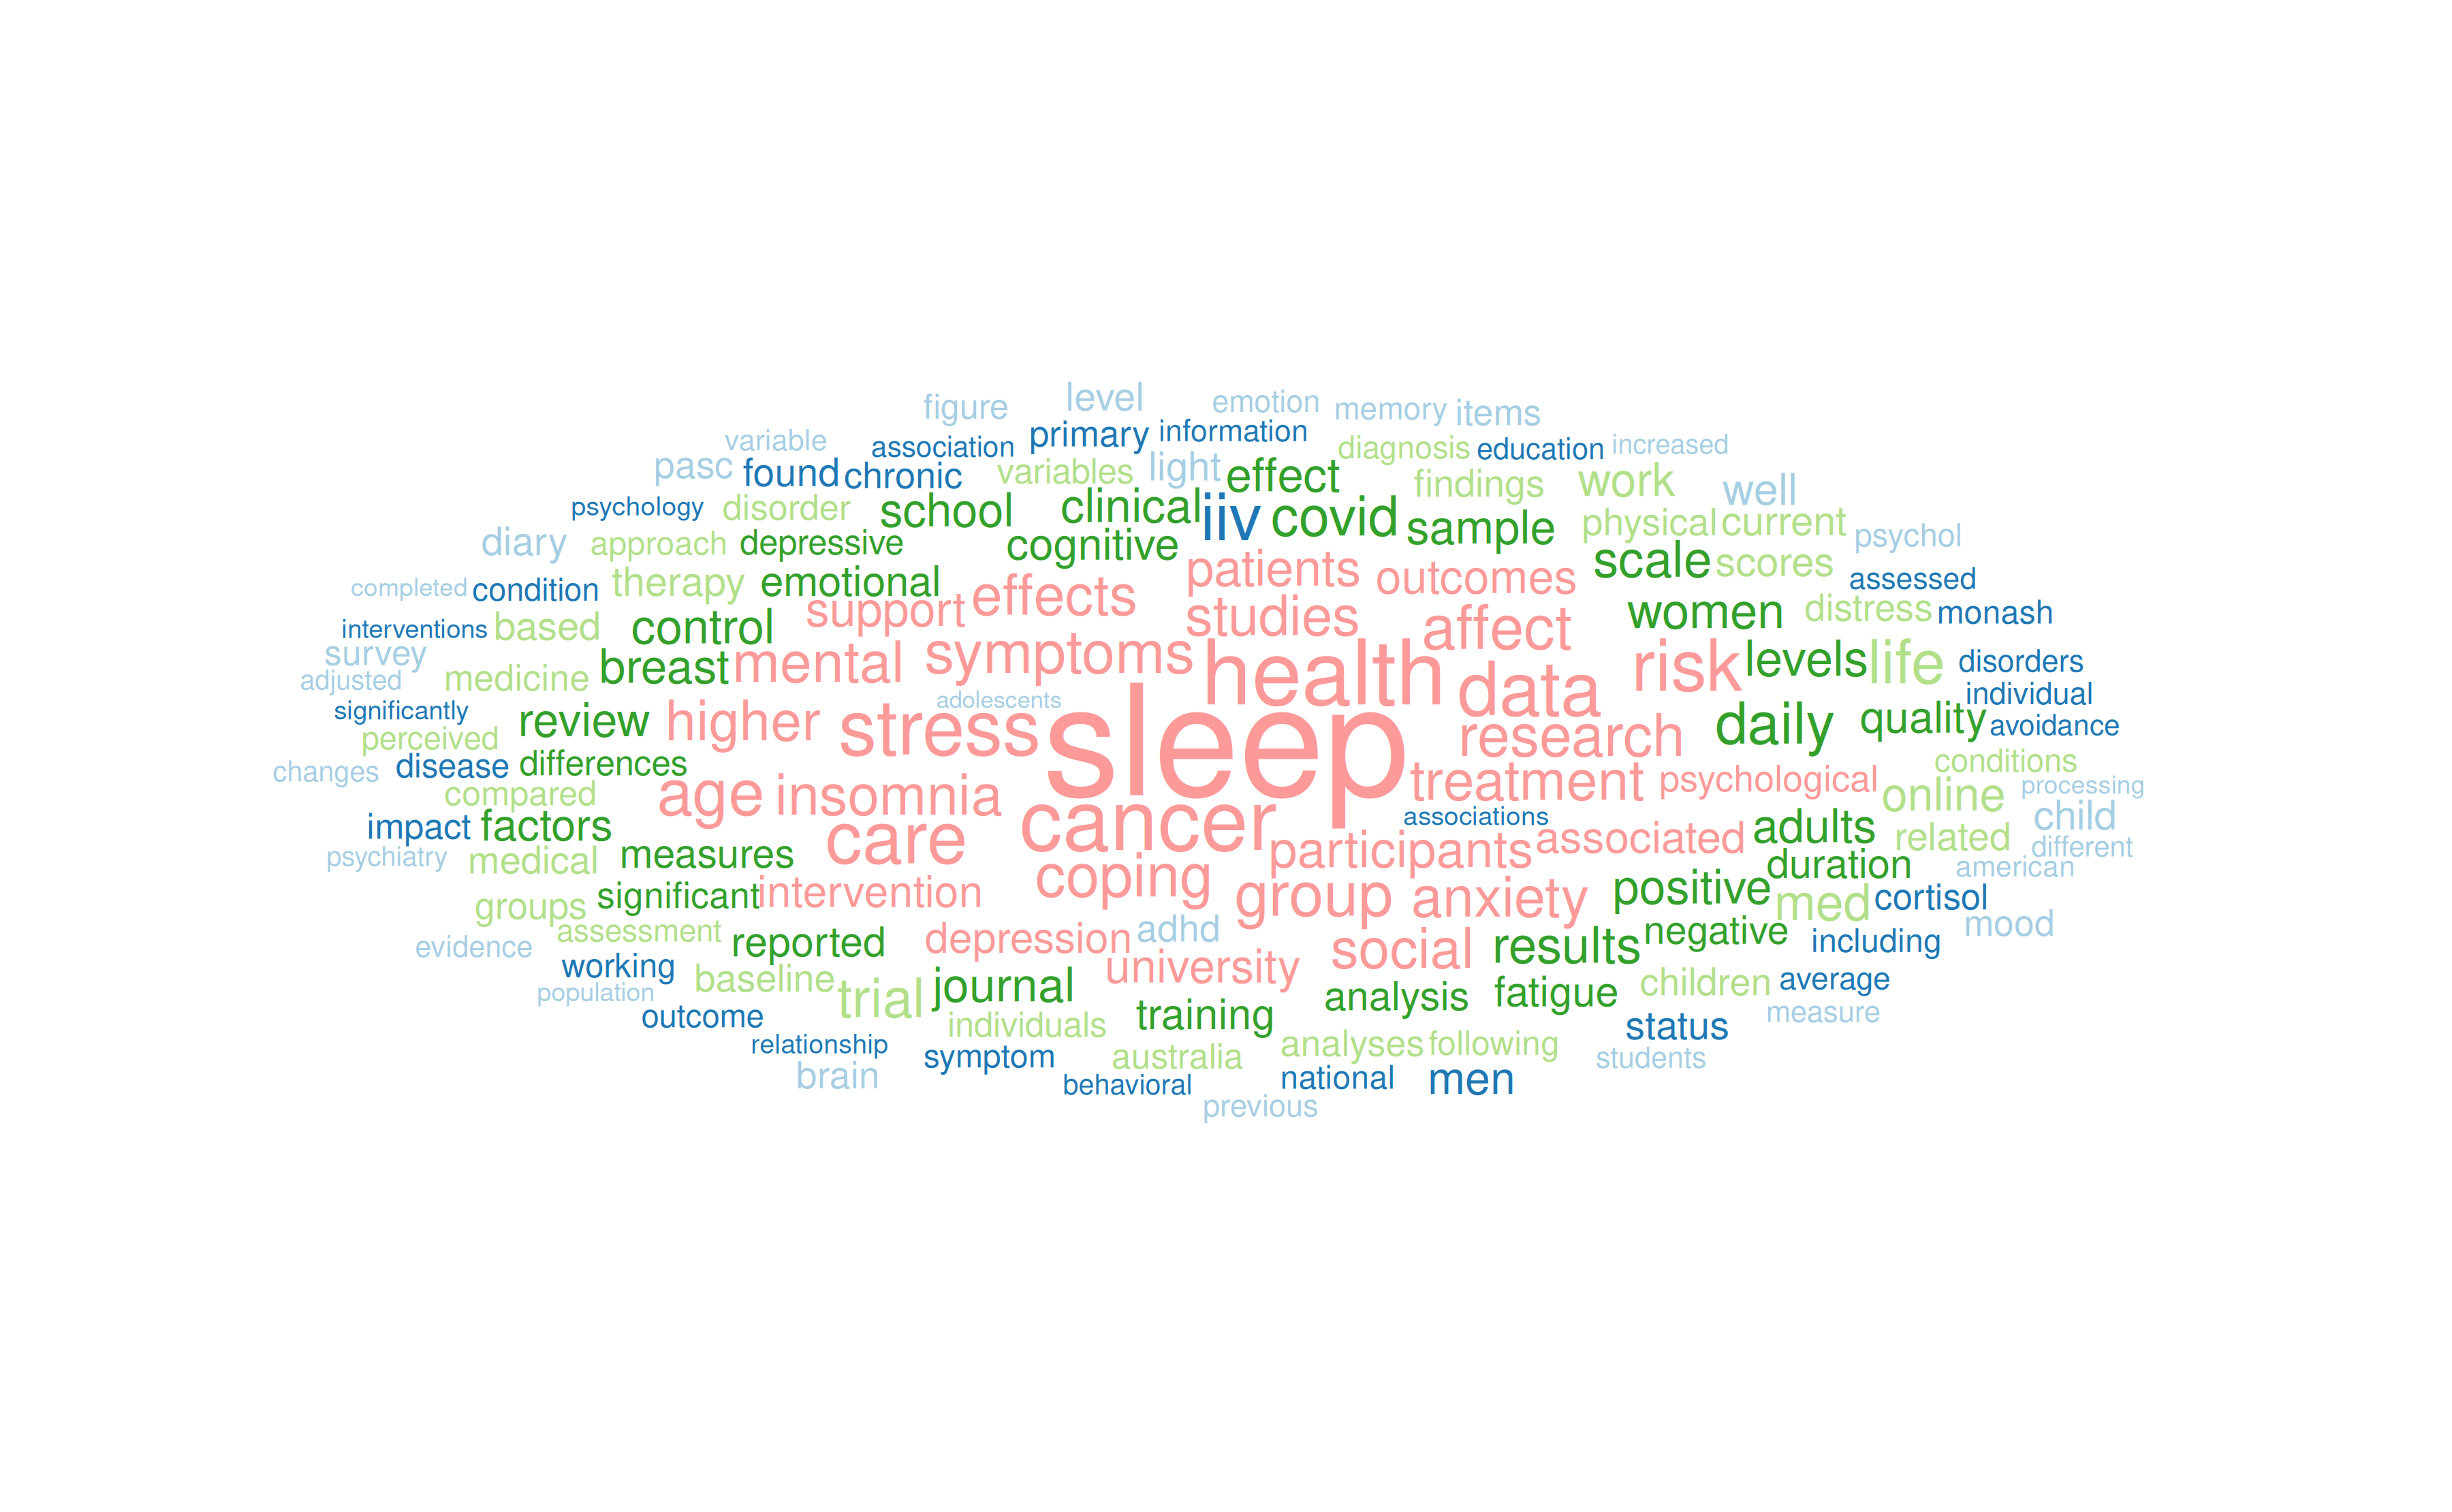 figure level emotion memory items
variable association primary information diagnosis education increased
pasc found chronic variables light effect findings work well
psychology disorder school clinical iiv covid sample physical current psychol
diary approach depressive cognitive patients outcomes scale scores assessed
completed condition therapy emotional support effects studies affect women distress monash
interventions based control symptoms health risk levels life disorders
survey breast mental data individual
adjusted medicine adolescents
significantly review higher stress sleep research daily quality avoidance
perceived conditions
changes disease differences age insomnia treatment psychological online processing
compared cancer associations child
impact factors care participants associated adults related different
psychiatry medical measures coping duration american
groups significant intervention group anxiety positive med cortisol
evidence assessment reported depression adhd social results negative including mood
working baseline university children average
population trial journal analysis fatigue measure
outcome individuals training status
relationship symptom australia analyses following students
brain behavioral national men
previous